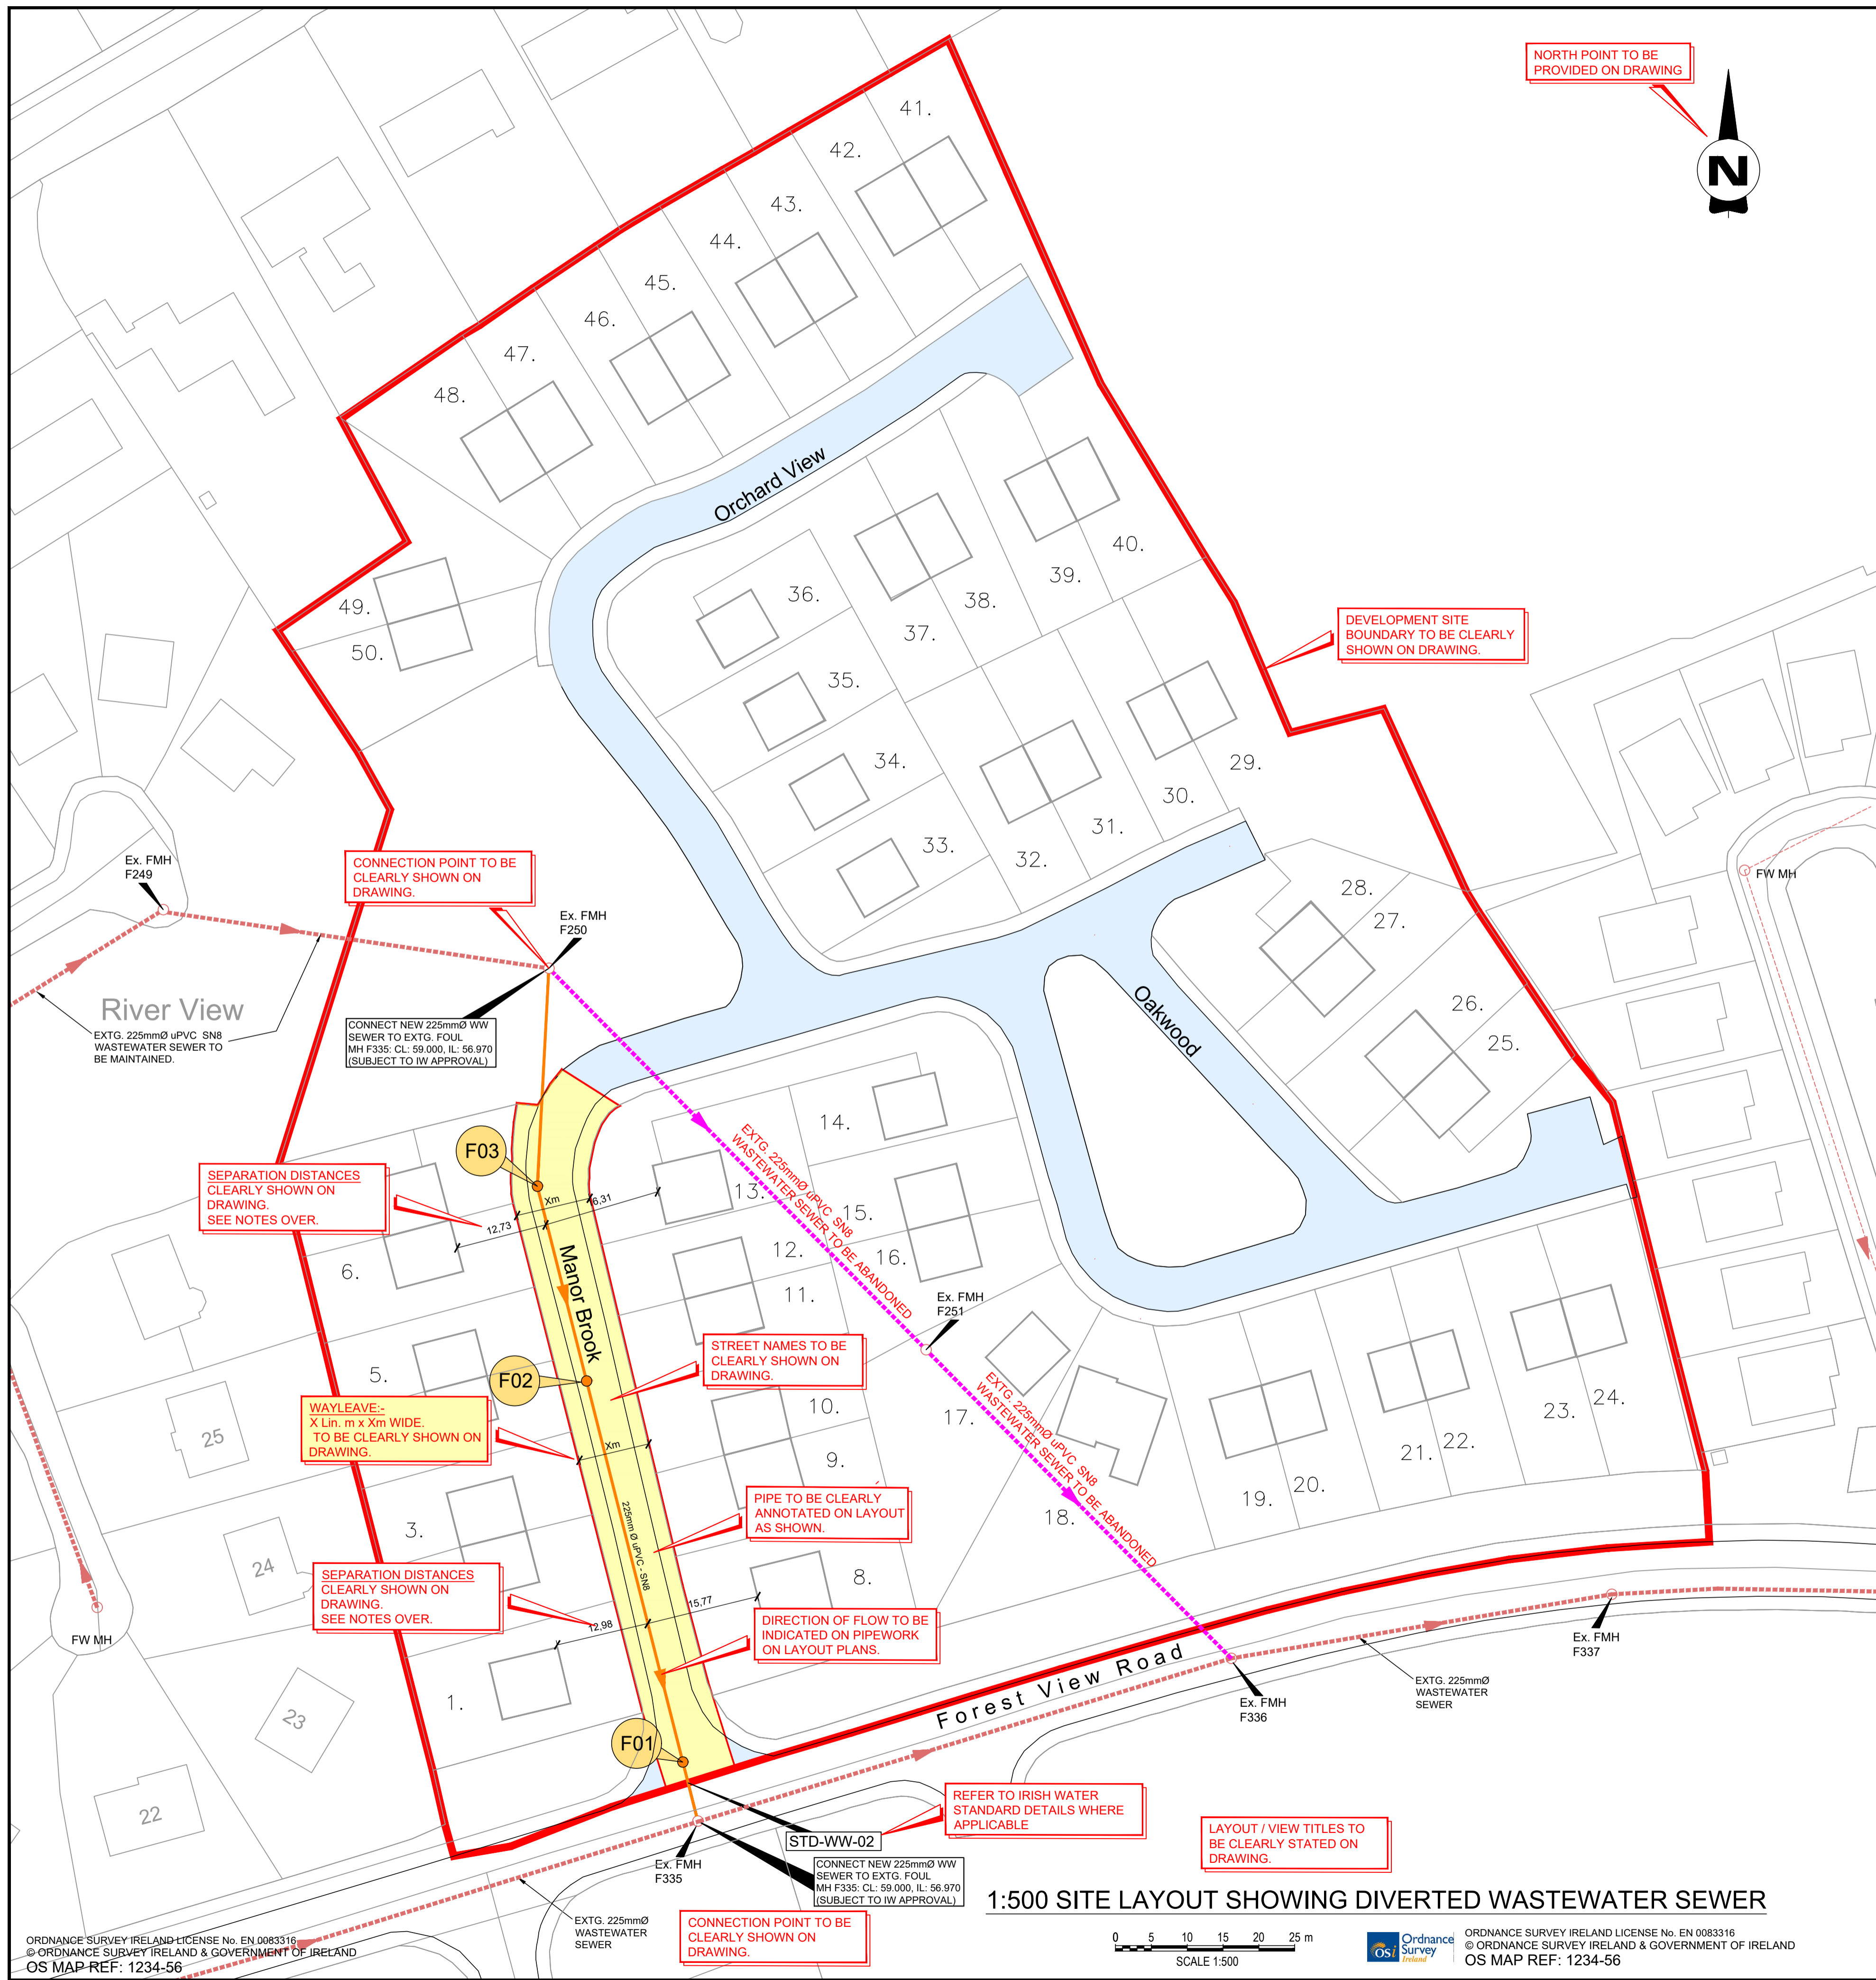 NORTH POINT TO BE
PROVIDED ON DRAWING
N
41.
42.
43.
44.
45.
46.
47.
48.
Orchard View
49.
50.
36.
37.
38.
39.
40.
35.
34.
33.
32.
31.
30.
29.
DEVELOPMENT SITE
BOUNDARY TO BE CLEARLY
SHOWN ON DRAWING.
Ex. FMH
F249
CONNECTION POINT TO BE
CLEARLY SHOWN ON
DRAWING.
Ex. FMH
F250
River View
EXTG. 225mmØ uPVC SN8
WASTEWATER SEWER TO
BE MAINTAINED.
CONNECT NEW 225mmØ WW
SEWER TO EXTG. FOUL
MH F335: CL: 59.000, IL: 56.970
(SUBJECT TO IW APPROVAL)
28.
27.
26.
25.
Oakwood
FW MH
F03
SEPARATION DISTANCES
CLEARLY SHOWN ON
DRAWING.
SEE NOTES OVER.
12,73
Xm
16,31
14.
13.
15.
12.
16.
11.
6.
5.
Manor Brook
EXTG. 225mmØ uPVC SN8
WASTEWATER SEWER TO BE ABANDONED
Ex. FMH
F251
STREET NAMES TO BE
CLEARLY SHOWN ON
DRAWING.
F02
WAYLEAVE:-
X Lin. m x Xm WIDE.
TO BE CLEARLY SHOWN ON
DRAWING.
Xm
10.
9.
17.
18.
EXTG. 225mmØ uPVC SN8
WASTEWATER SEWER TO BE ABANDONED
19.
20.
21.
22.
23.
24.
25
24
23
22
3.
PIPE TO BE CLEARLY
ANNOTATED ON LAYOUT
AS SHOWN.
225mm Ø uPVC - SN8
8.
SEPARATION DISTANCES
CLEARLY SHOWN ON
DRAWING.
SEE NOTES OVER.
12,98
15,77
DIRECTION OF FLOW TO BE
INDICATED ON PIPEWORK
ON LAYOUT PLANS.
FW MH
1.
F01
Forest View Road
Ex. FMH
F336
Ex. FMH
F337
EXTG. 225mmØ
WASTEWATER
SEWER
REFER TO IRISH WATER
STANDARD DETAILS WHERE
APPLICABLE
STD-WW-02
Ex. FMH
F335
CONNECT NEW 225mmØ WW
SEWER TO EXTG. FOUL
MH F335: CL: 59.000, IL: 56.970
(SUBJECT TO IW APPROVAL)
LAYOUT / VIEW TITLES TO
BE CLEARLY STATED ON
DRAWING.
EXTG. 225mmØ
WASTEWATER
SEWER
CONNECTION POINT TO BE
CLEARLY SHOWN ON
DRAWING.
1:500 SITE LAYOUT SHOWING DIVERTED WASTEWATER SEWER
0 5 10 15 20 25 m
SCALE 1:500
osi Ordnance
Survey
Ireland
ORDNANCE SURVEY IRELAND LICENSE No. EN 0083316
© ORDNANCE SURVEY IRELAND & GOVERNMENT OF IRELAND
OS MAP REF: 1234-56
ORDNANCE SURVEY IRELAND LICENSE No. EN 0083316
© ORDNANCE SURVEY IRELAND & GOVERNMENT OF IRELAND
OS MAP REF: 1234-56